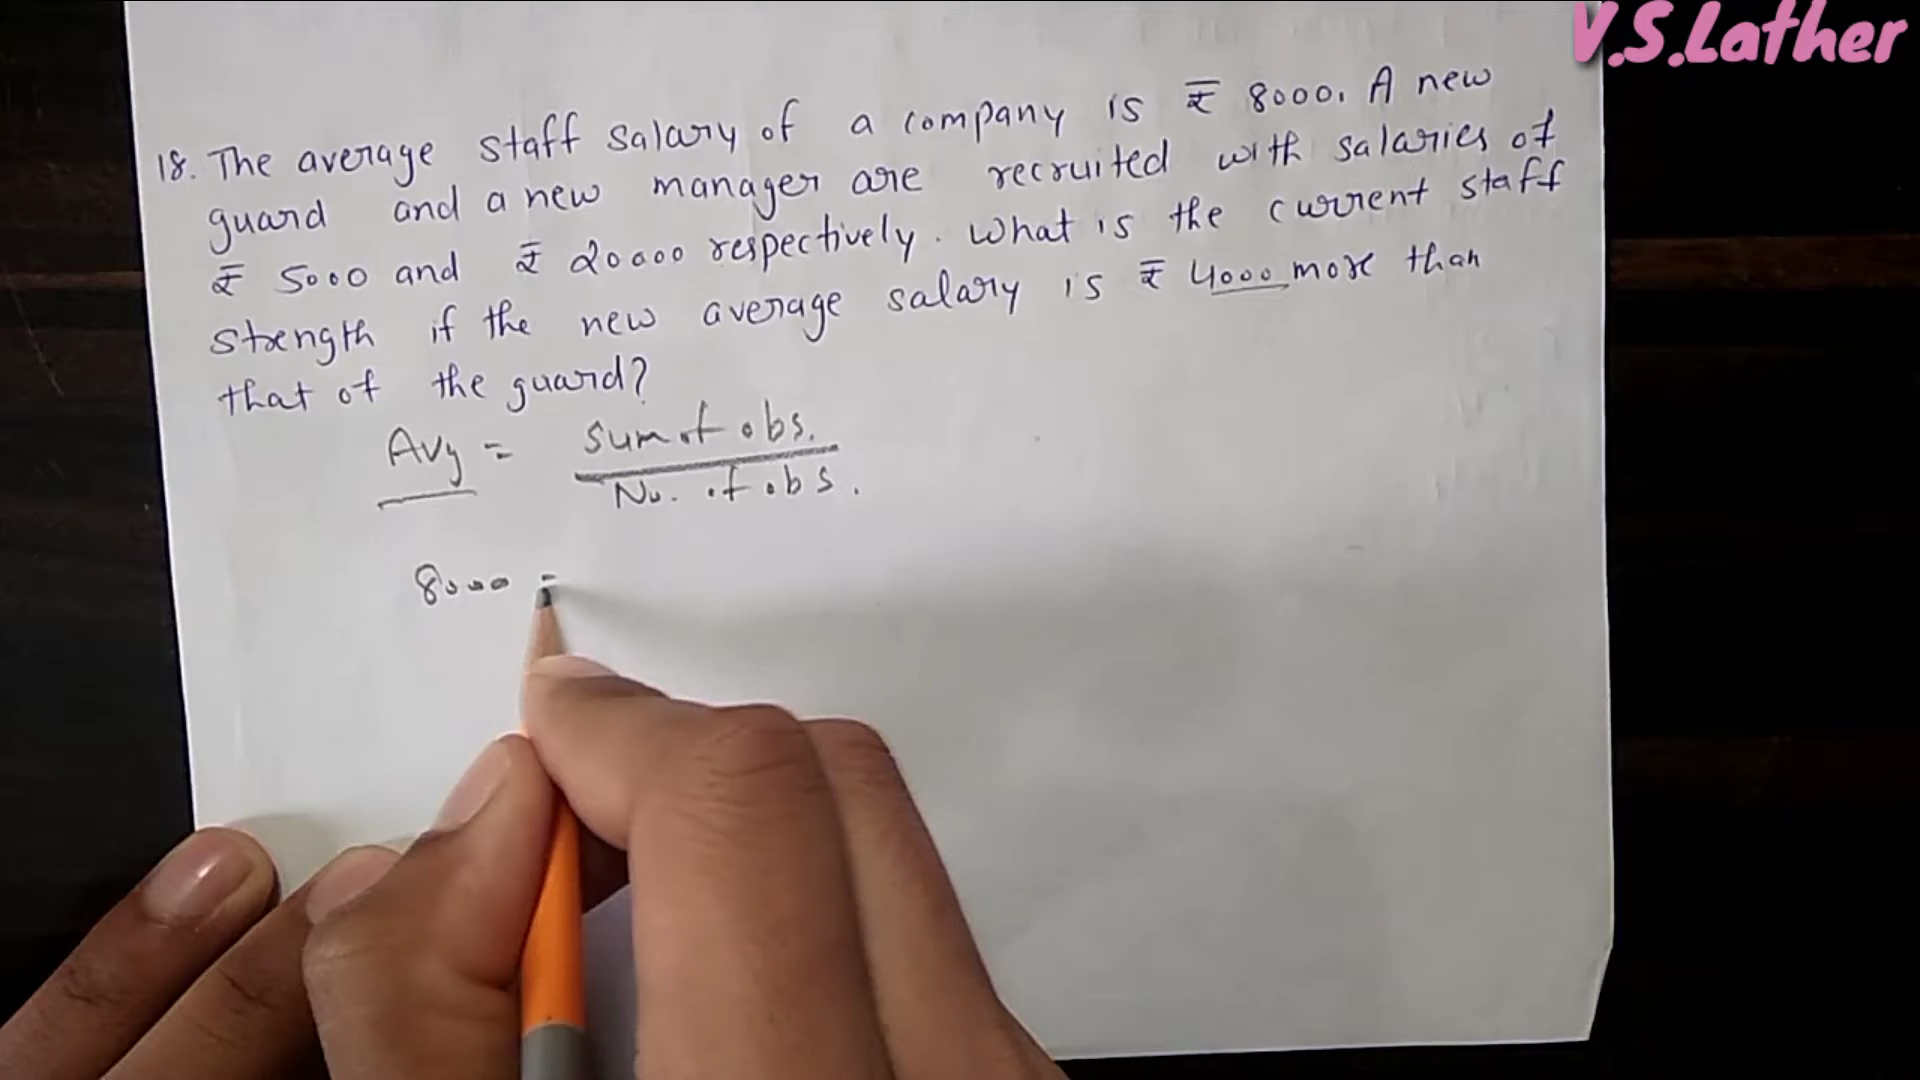 V.S.Lather
18. The average staff salary of a company is ₹ 8000. A new
guard and a new manager are recruited with salaries of
₹ 5000 and ₹ 20000 respectively. What is the current staff
strength if the new average salary is ₹ 4000 more than
that of the guard?
Avg = sum of obs.
No. of obs.
8000 =